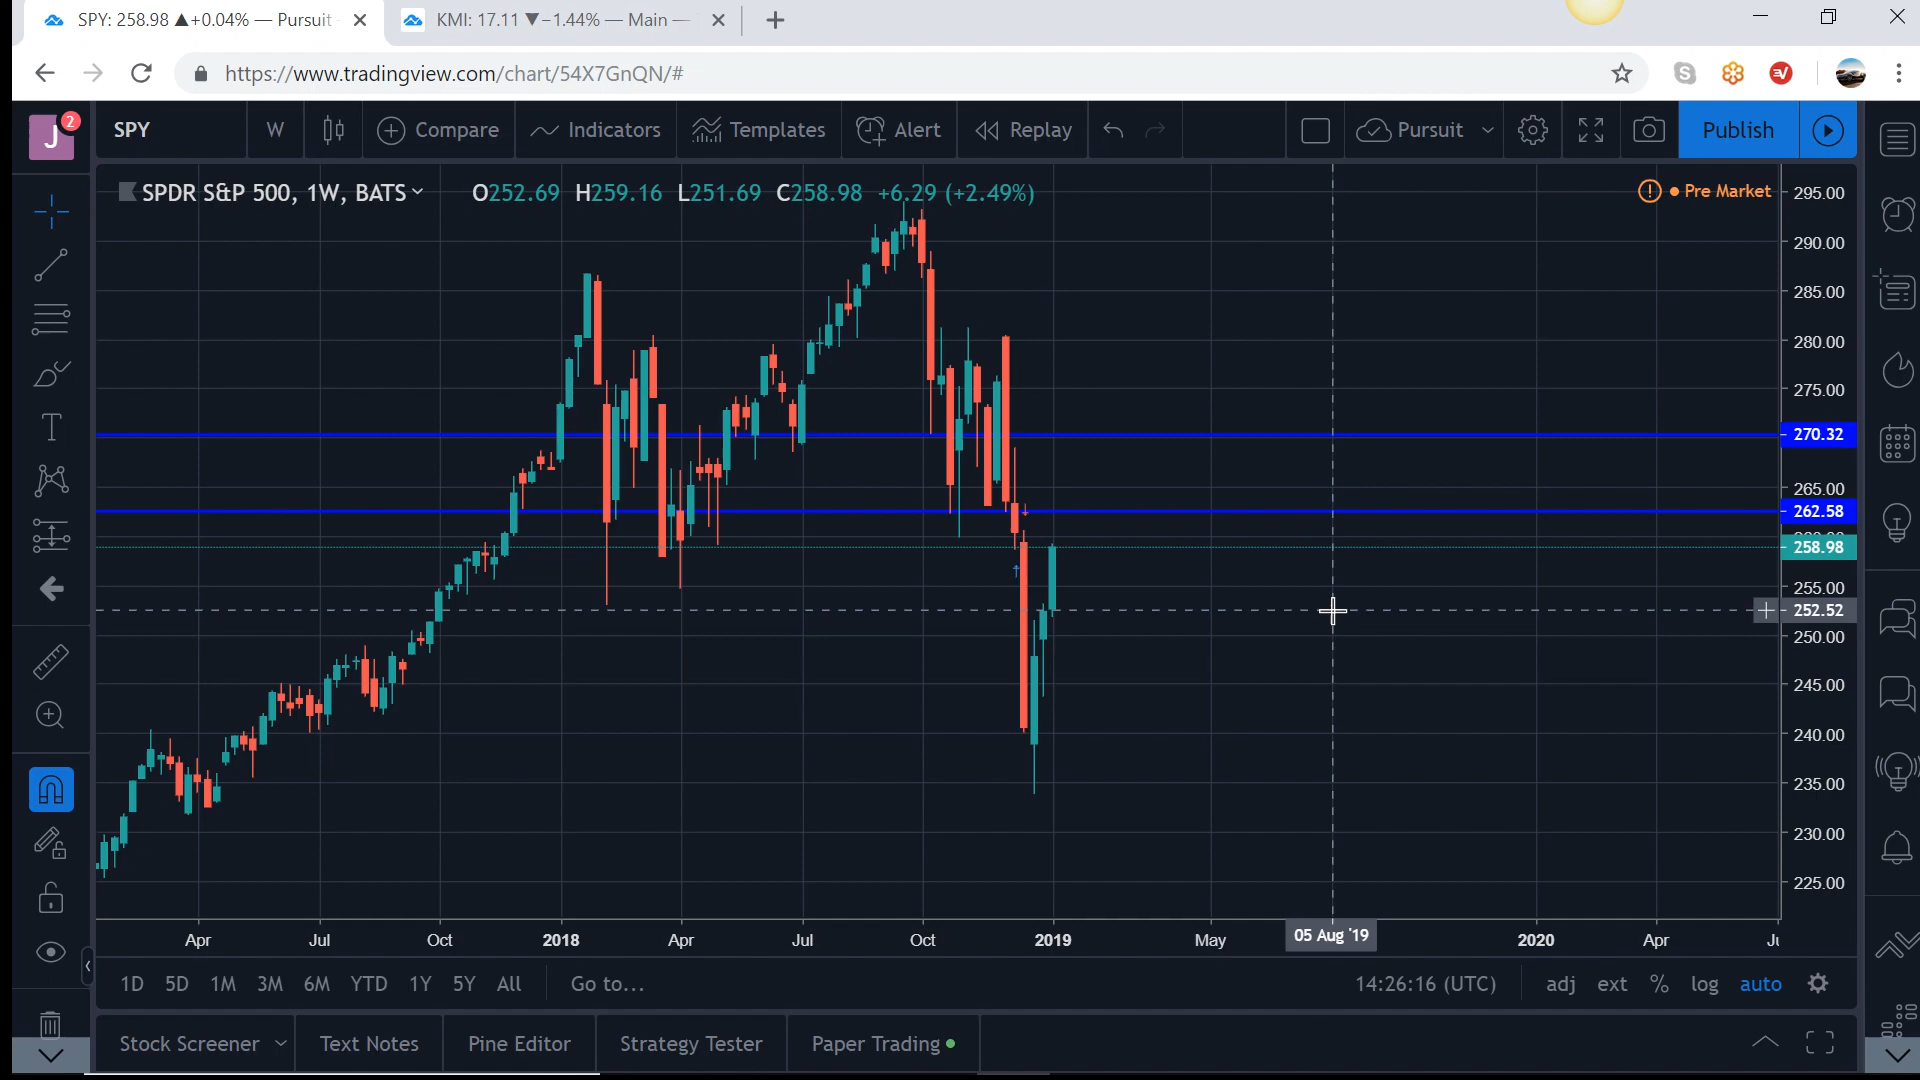 SPY: 258.98 ▲+0.04% — Pursuit
KMI: 17.11 ▼−1.44% — Main —
https://www.tradingview.com/chart/54X7GnQN/#
J
2
SPY
W
Compare
Indicators
Templates
Alert
Replay
Pursuit
Publish
SPDR S&P 500, 1W, BATS
O252.69 H259.16 L251.69 C258.98 +6.29 (+2.49%)
Pre Market
295.00
290.00
285.00
280.00
275.00
270.32
265.00
262.58
258.98
255.00
252.52
250.00
245.00
240.00
235.00
230.00
225.00
Apr Jul Oct 2018 Apr Jul Oct 2019 May 05 Aug '19 2020 Apr
1D 5D 1M 3M 6M YTD 1Y 5Y All Go to... 14:26:16 (UTC) adj ext % log auto
Stock Screener Text Notes Pine Editor Strategy Tester Paper Trading